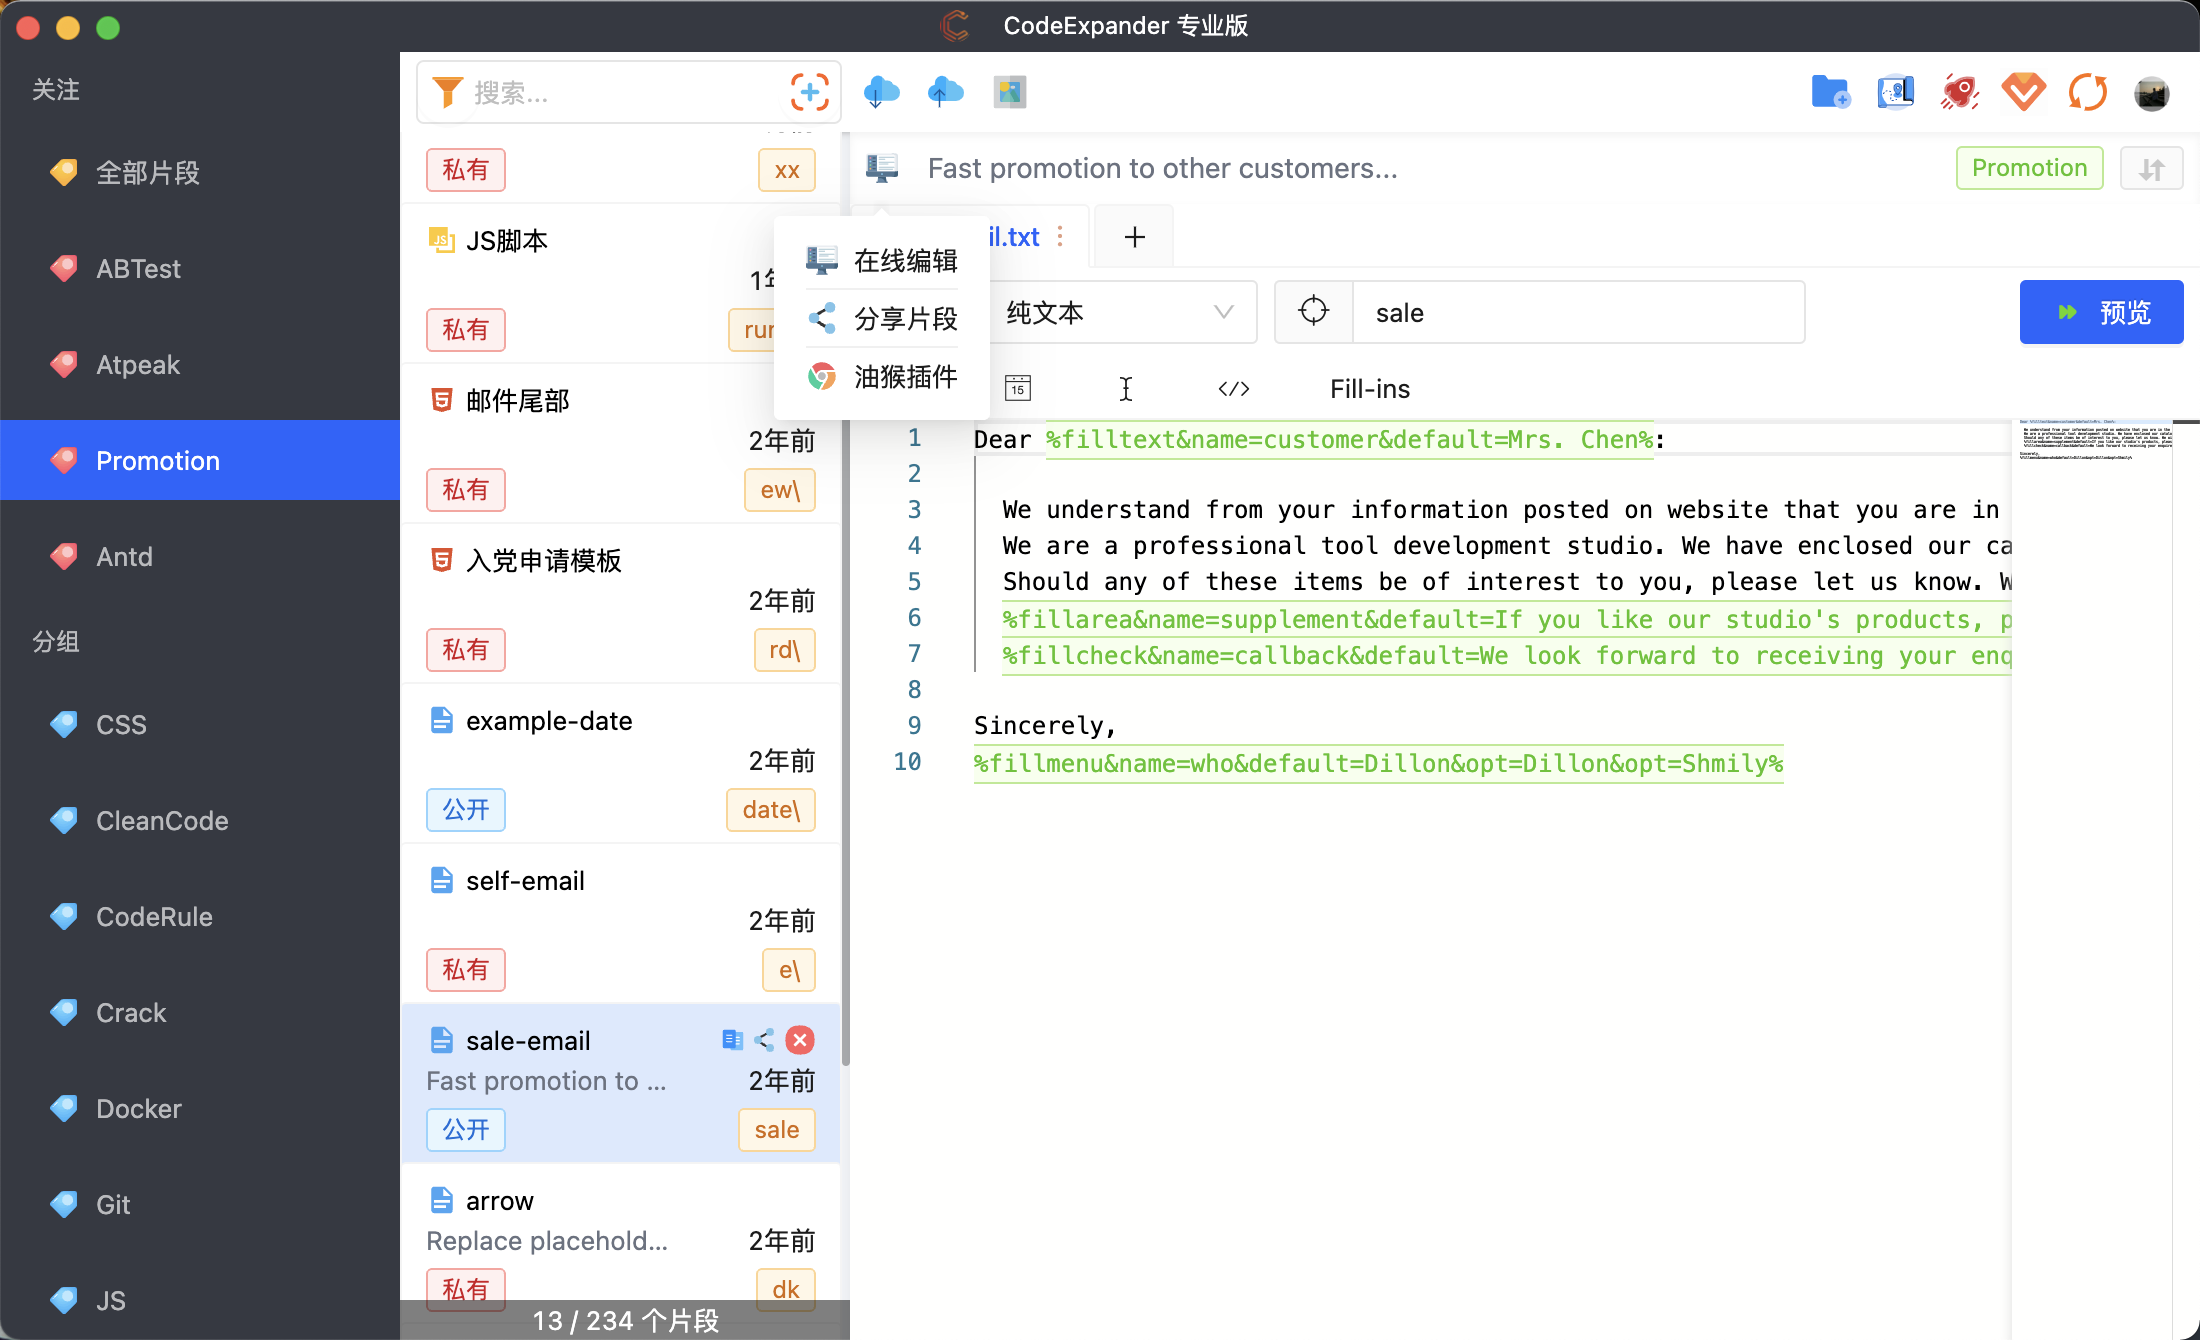 CodeExpander 专业版
关注
全部片段
ABTest
Atpeak
Promotion
Antd
分组
CSS
CleanCode
CodeRule
Crack
Docker
Git
JS
搜索...
私有
xx
JS脚本
私有
邮件尾部
2年前
私有
ew\
入党申请模板
2年前
私有
rd\
example-date
2年前
公开
date\
self-email
2年前
私有
e\
sale-email
Fast promotion to ...
2年前
公开
sale
arrow
Replace placehold...
2年前
私有
dk
13 / 234 个片段
Fast promotion to other customers...
Promotion
il.txt
+
在线编辑
分享片段
油猴插件
纯文本
sale
预览
15
</>
Fill-ins
1 Dear %filltext&name=customer&default=Mrs. Chen%:
2
3 We understand from your information posted on website that you are in
4 We are a professional tool development studio. We have enclosed our ca
5 Should any of these items be of interest to you, please let us know. W
6 %fillarea&name=supplement&default=If you like our studio's products, p
7 %fillcheck&name=callback&default=We look forward to receiving your enq
8
9 Sincerely,
10 %fillmenu&name=who&default=Dillon&opt=Dillon&opt=Shmily%